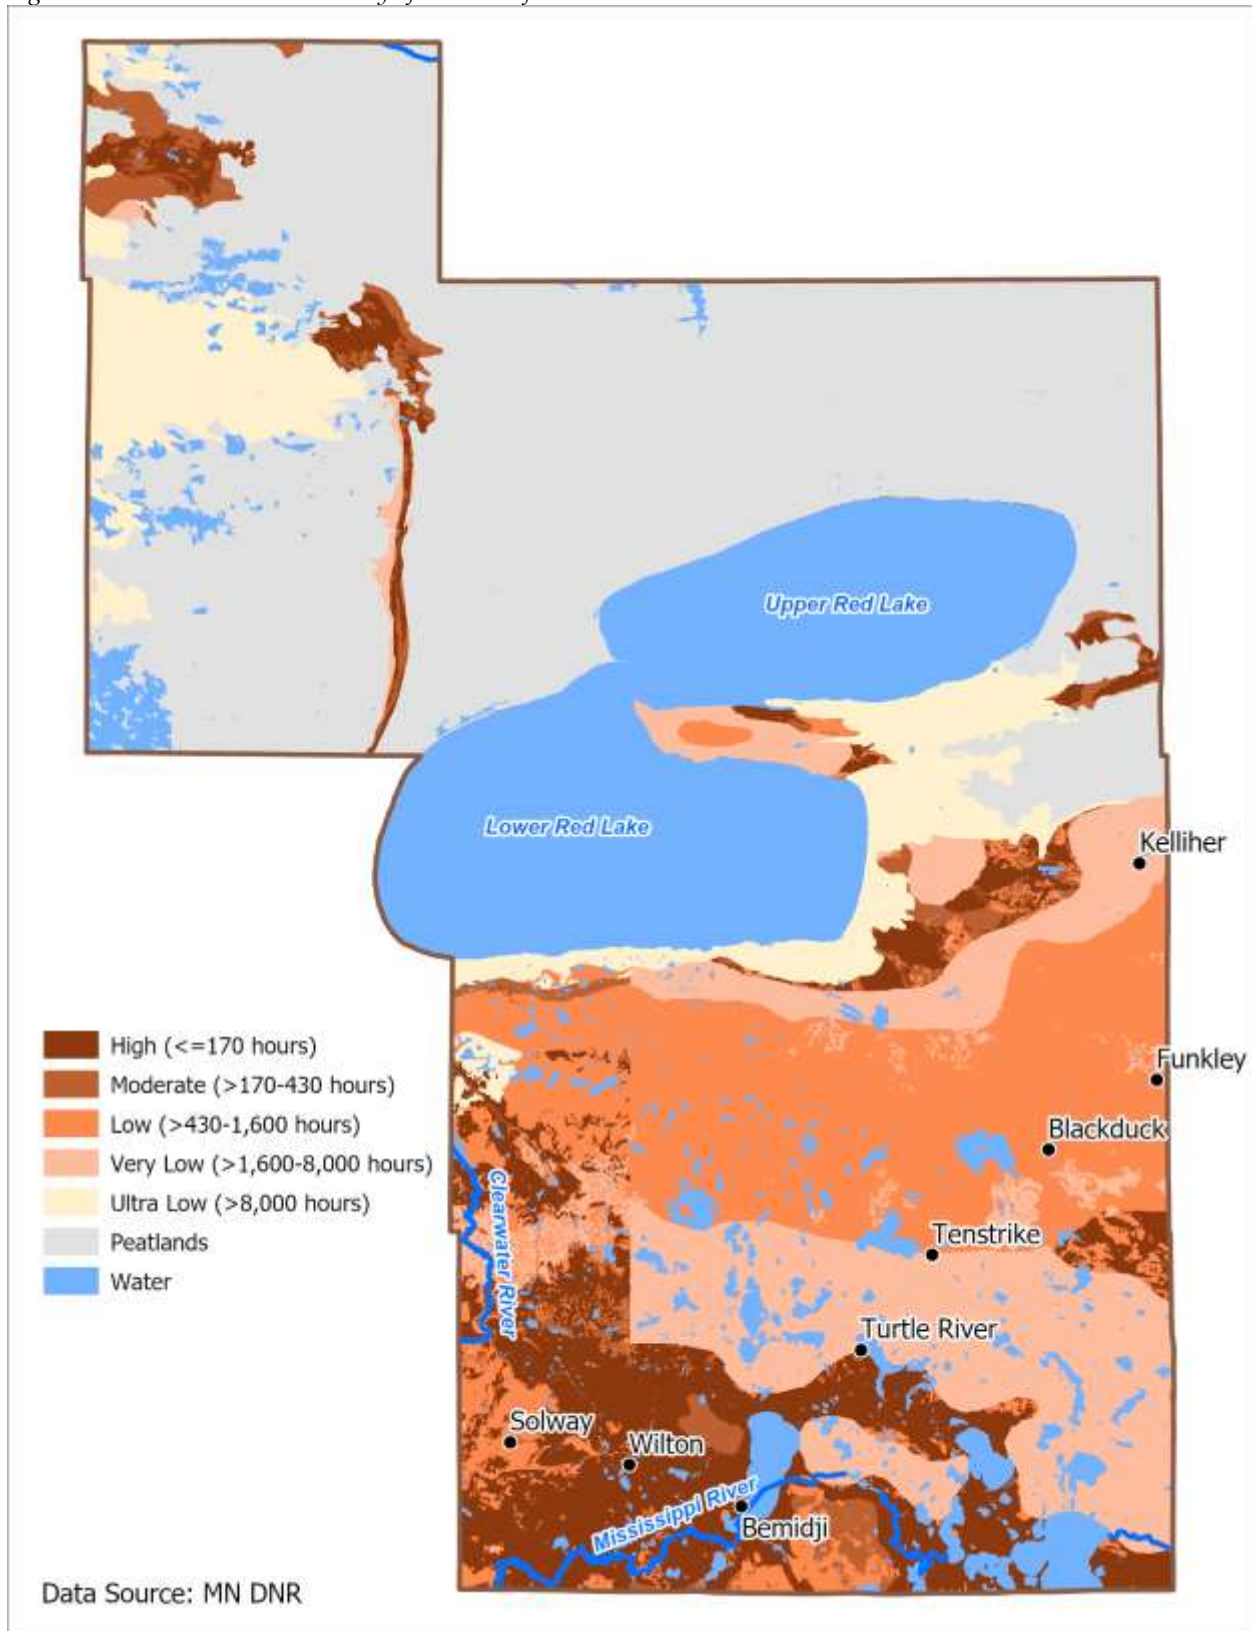 Upper Red Lake
Lower Red Lake
Kelliher
High (<=170 hours)
Moderate (>170-430 hours)
Low (>430-1,600 hours)
Very Low (>1,600-8,000 hours)
Ultra Low (>8,000 hours)
Peatlands
Water
Funkley
Blackduck
Clearwater River
Tenstrike
Turtle River
Solway
Wilton
Mississippi River
Bemidji
Data Source: MN DNR